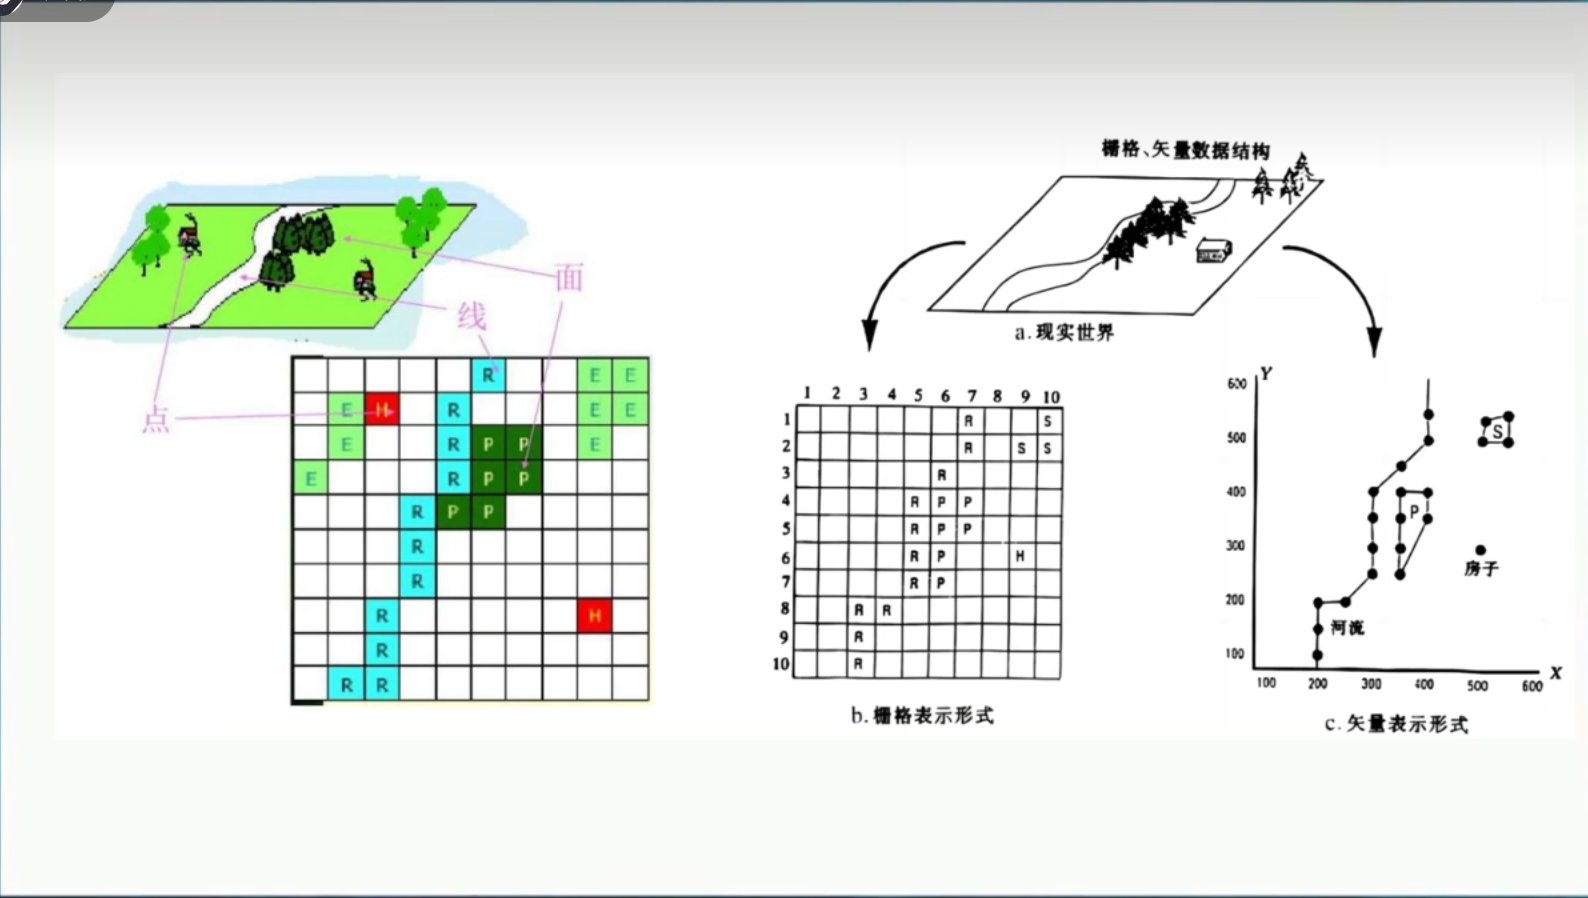 面
线
点
R E E
E H R E E
E R P P E
E R P P
R P P
R
R
R H
R
R R
栅格、矢量数据结构
a.现实世界
1 2 3 4 5 6 7 8 9 10
1 R S
2 R S S
3 R
4 R P P
5 R P P
6 R P H
7 R P
8 R R
9 R
10 R
b.栅格表示形式
Y
600
500
400
300
200
100
S
P
房子
河流
100 200 300 400 500 600 X
c.矢量表示形式